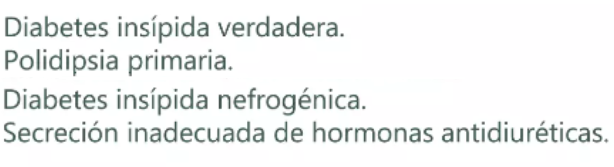 Diabetes insípida verdadera.
Polidipsia primaria.
Diabetes insípida nefrogénica.
Secreción inadecuada de hormonas antidiuréticas.